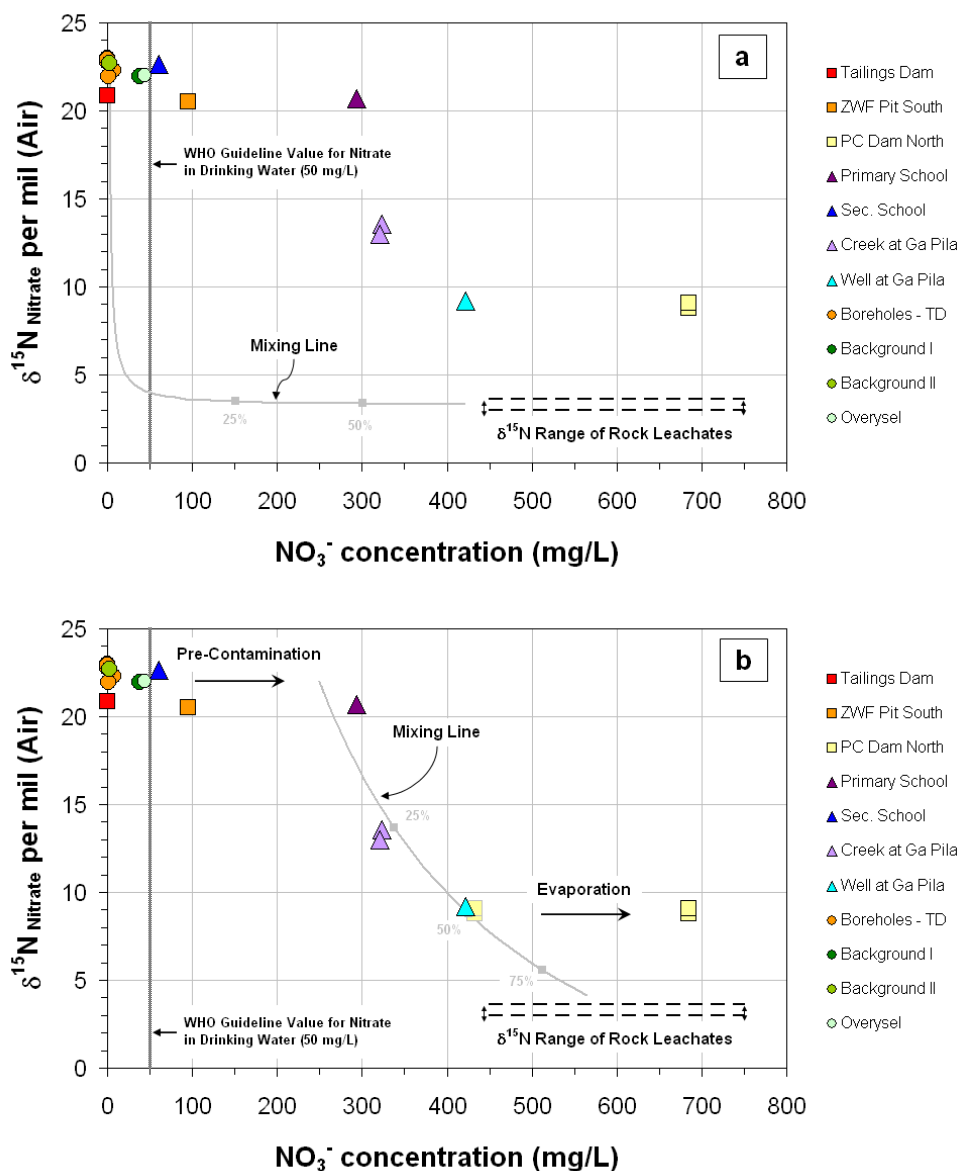 25
20
15
10
5
0
δ¹⁵N Nitrate per mil (Air)
a
WHO Guideline Value for Nitrate
in Drinking Water (50 mg/L)
Mixing Line
25%
50%
δ¹⁵N Range of Rock Leachates
0 100 200 300 400 500 600 700 800
NO₃⁻ concentration (mg/L)
Tailings Dam
ZWF Pit South
PC Dam North
Primary School
Sec. School
Creek at Ga Pila
Well at Ga Pila
Boreholes - TD
Background I
Background II
Overysel
25
20
15
10
5
0
δ¹⁵N Nitrate per mil (Air)
b
Pre-Contamination
Mixing Line
25%
Evaporation
50%
75%
WHO Guideline Value for Nitrate
in Drinking Water (50 mg/L)
δ¹⁵N Range of Rock Leachates
0 100 200 300 400 500 600 700 800
NO₃⁻ concentration (mg/L)
Tailings Dam
ZWF Pit South
PC Dam North
Primary School
Sec. School
Creek at Ga Pila
Well at Ga Pila
Boreholes - TD
Background I
Background II
Overysel